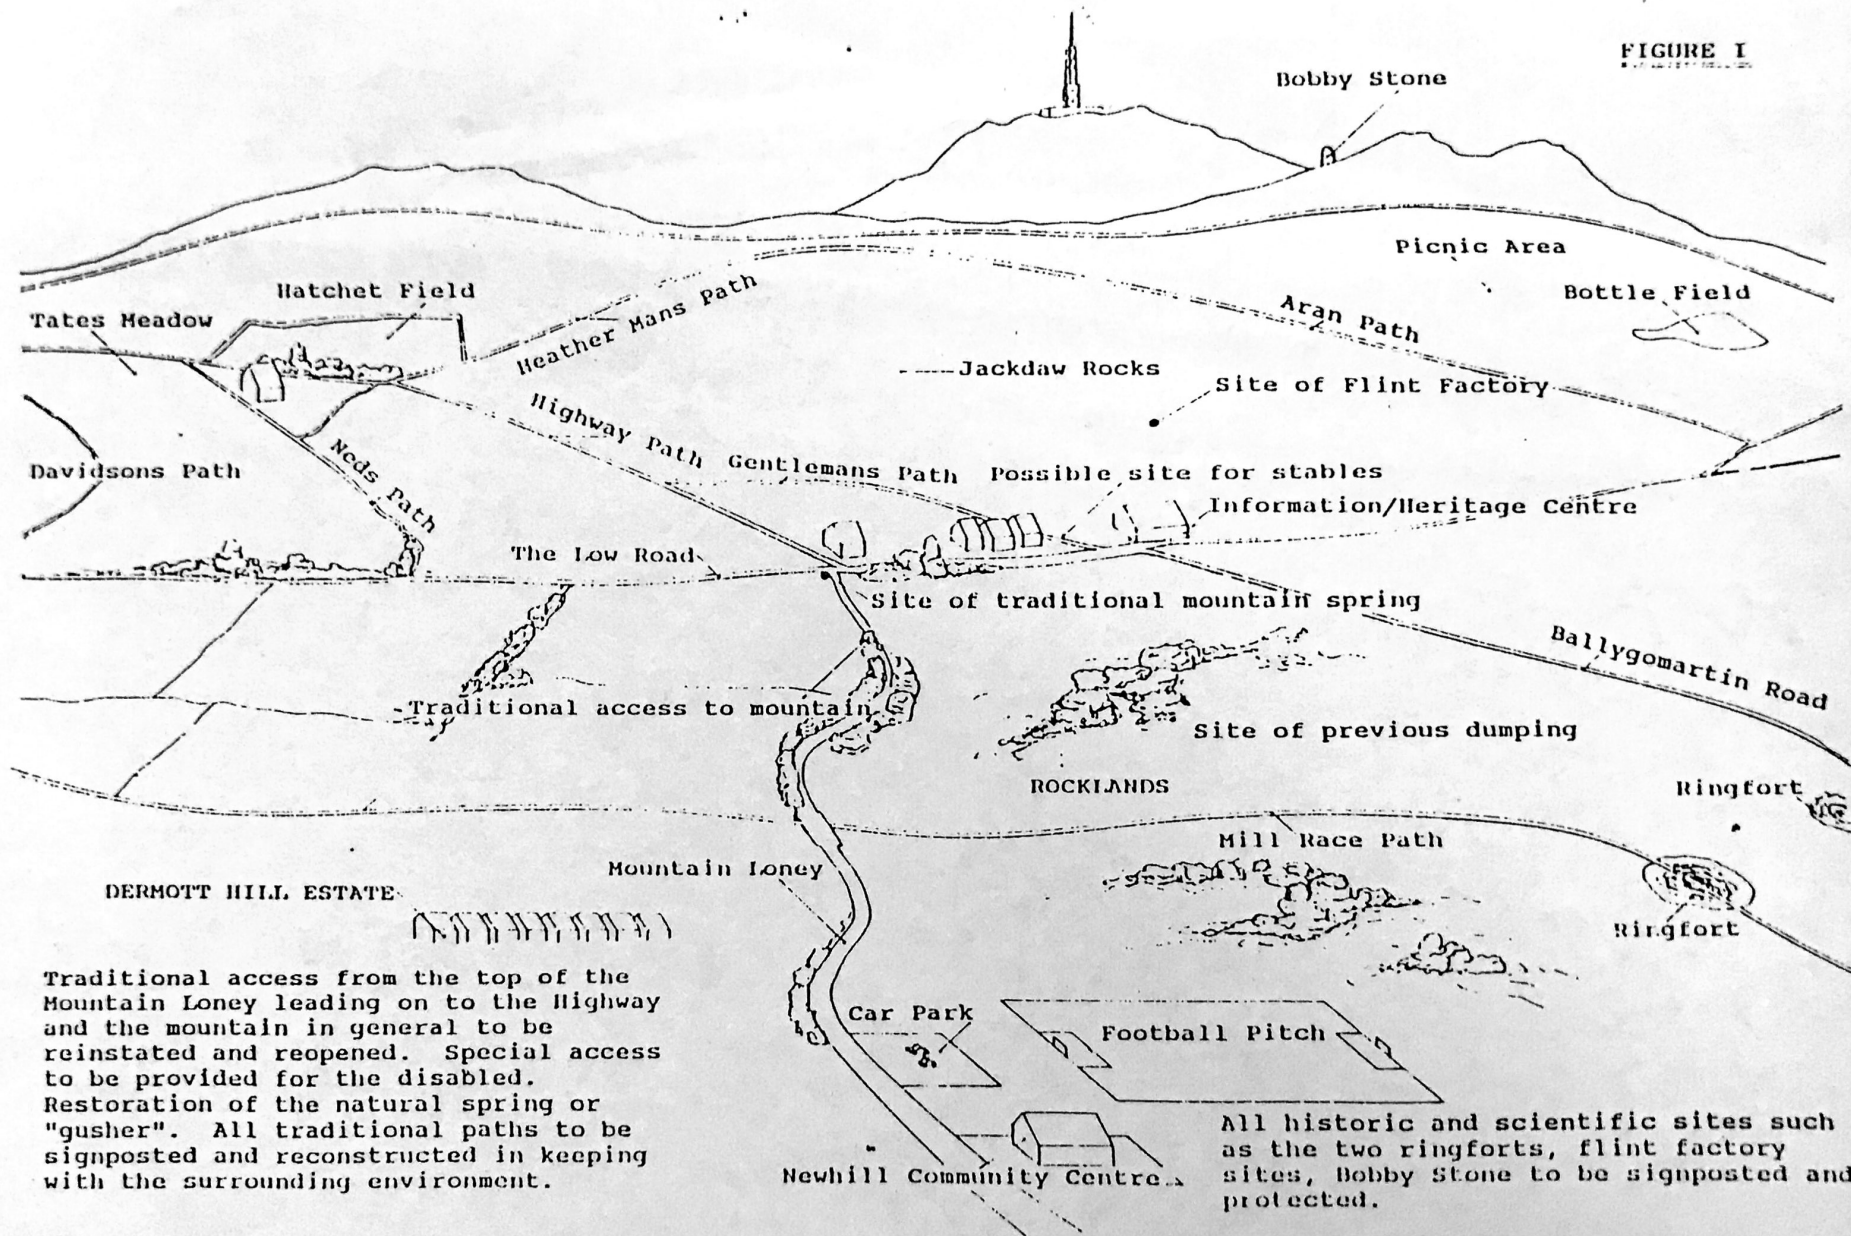 FIGURE I
Bobby Stone
Picnic Area
Hatchet Field
Bottle Field
Tates Meadow
Heather Mans Path
Aran Path
Jackdaw Rocks
Site of Flint Factory
Highway Path
Davidsons Path
Neds Path
Gentlemans Path
Possible site for stables
Information/Heritage Centre
The Low Road
Site of traditional mountain spring
Ballygomartin Road
Traditional access to mountain
Site of previous dumping
ROCKLANDS
Ringfort
Mill Race Path
Mountain Loney
DERMOTT HILL ESTATE
Ringfort
Traditional access from the top of the
Mountain Loney leading on to the Highway
and the mountain in general to be
reinstated and reopened. Special access
to be provided for the disabled.
Restoration of the natural spring or
"gusher". All traditional paths to be
signposted and reconstructed in keeping
with the surrounding environment.
Car Park
Football Pitch
Newhill Community Centre
All historic and scientific sites such
as the two ringforts, flint factory
sites, Bobby Stone to be signposted and
protected.